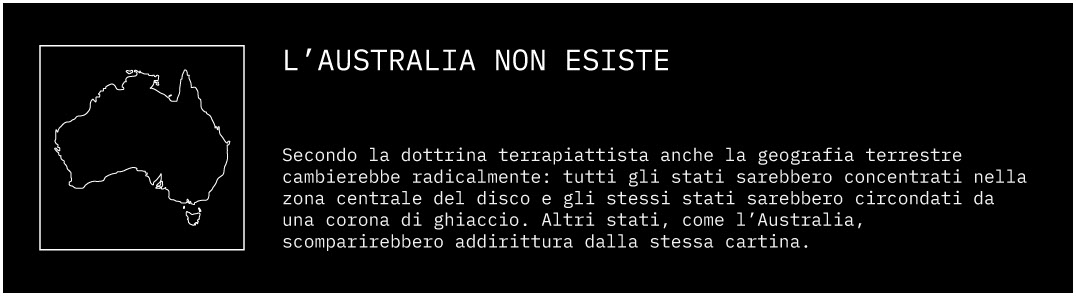 L’AUSTRALIA NON ESISTE
Secondo la dottrina terrapiattista anche la geografia terrestre
cambierebbe radicalmente: tutti gli stati sarebbero concentrati nella
zona centrale del disco e gli stessi stati sarebbero circondati da
una corona di ghiaccio. Altri stati, come l’Australia,
scomparirebbero addirittura dalla stessa cartina.